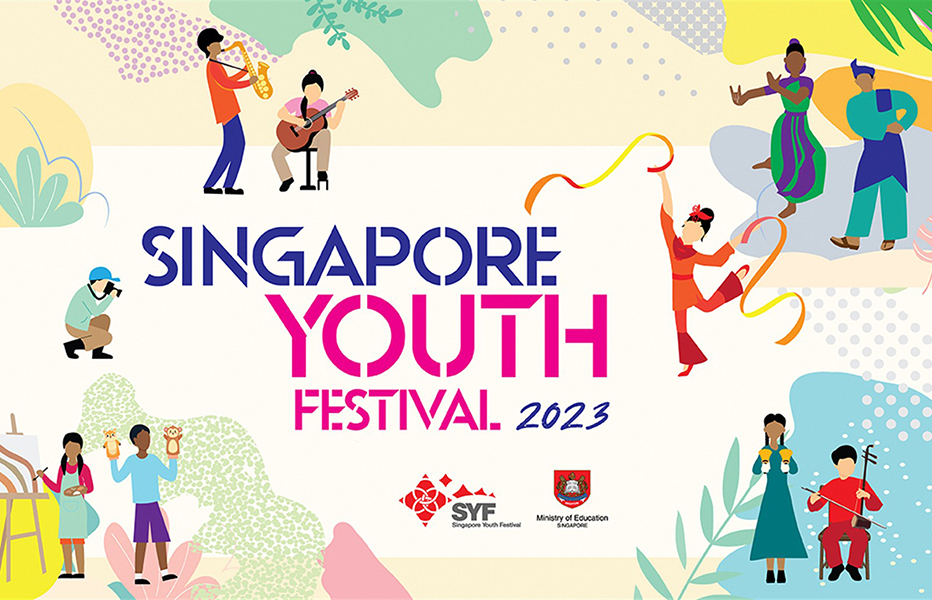 SINGAPORE
YOUTH
FESTIVAL 2023
SYF
Singapore Youth Festival
Ministry of Education
SINGAPORE